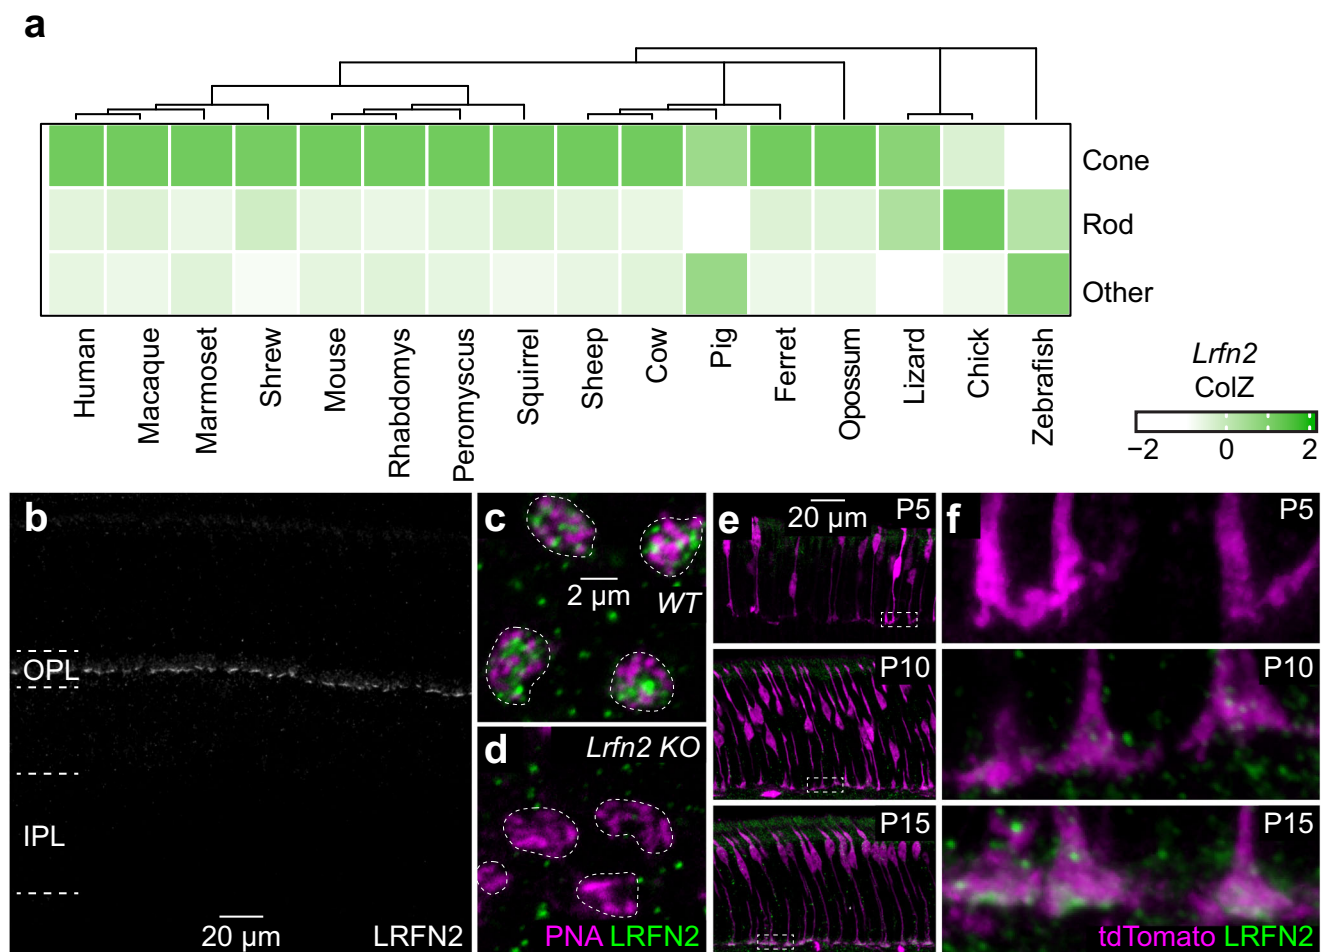 a
Cone
Rod
Other
Human
Macaque
Marmoset
Shrew
Mouse
Rhabdomys
Peromyscus
Squirrel
Sheep
Cow
Pig
Ferret
Opossum
Lizard
Chick
Zebrafish
Lrfn2
ColZ
−2 0 2
b
OPL
IPL
20 µm
LRFN2
c
2 µm
WT
d
Lrfn2 KO
PNA LRFN2
e
20 µm
P5
P10
P15
f
P5
P10
P15
tdTomato LRFN2